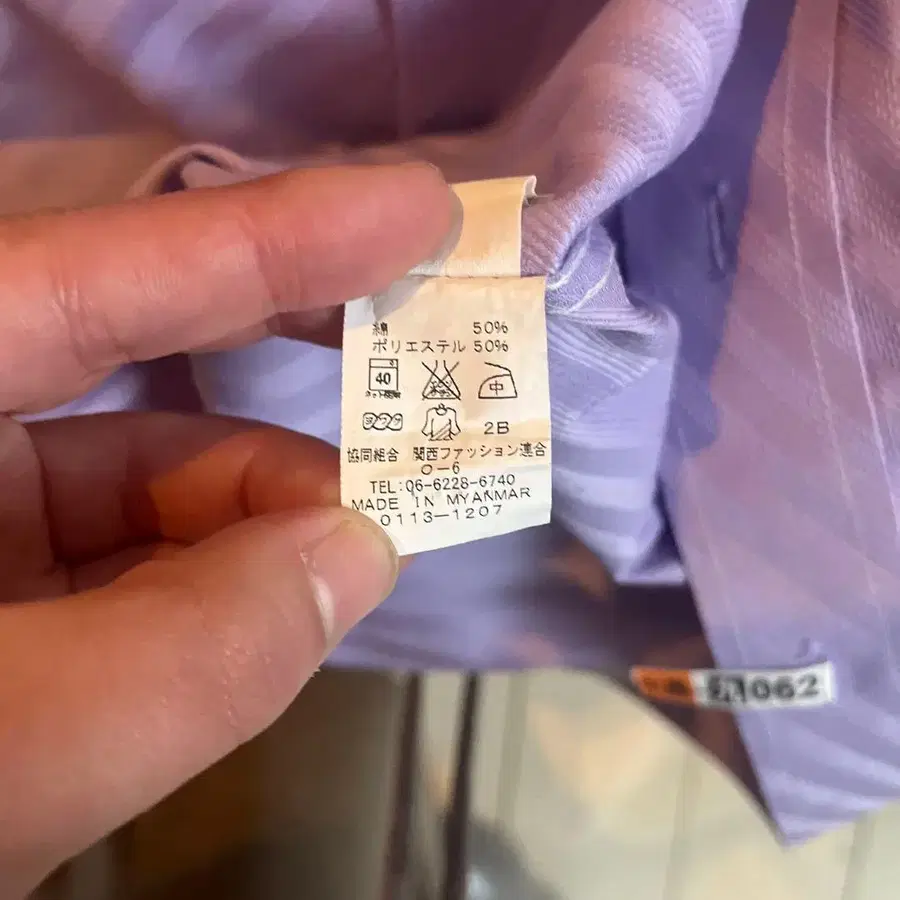 綿 50%
ポリエステル 50%
40
中
2B
協同組合 関西ファッション連合
O-6
TEL:06-6228-6740
MADE IN MYANMAR
0113-1207
062